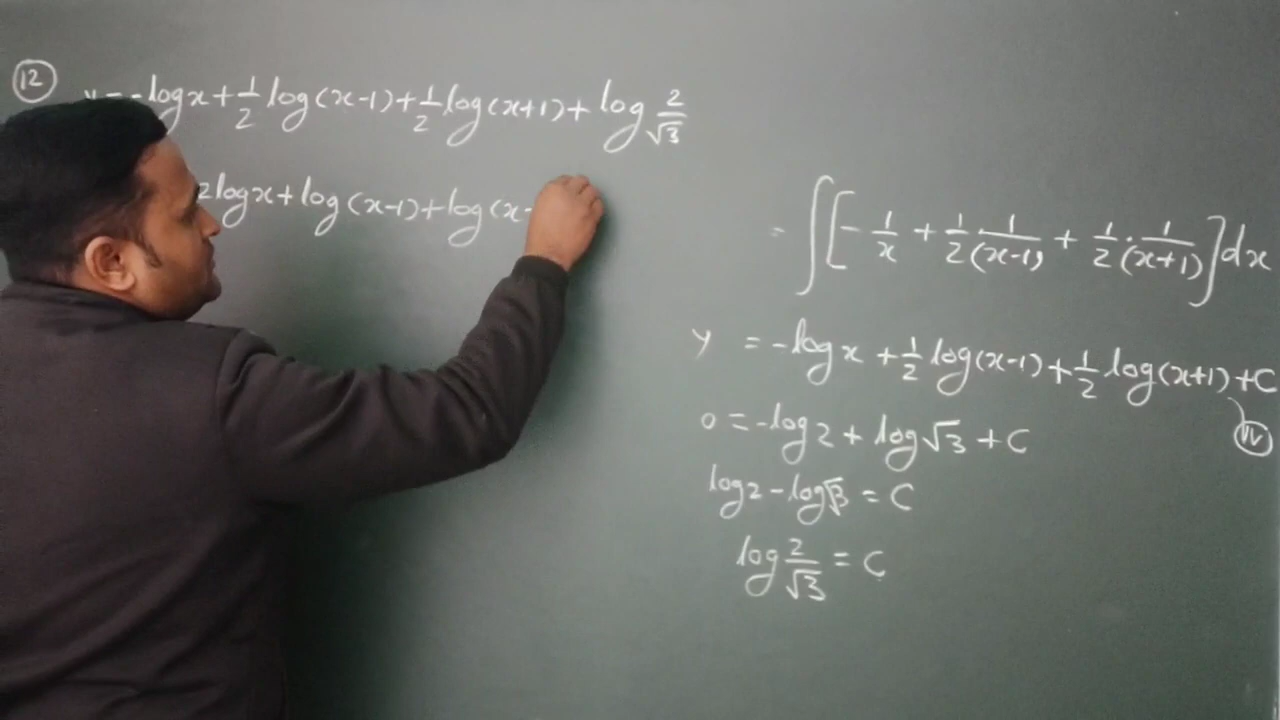 12
y = -log x + 1/2 log(x-1) + 1/2 log(x+1) + log 2/√3
2log x + log(x-1) + log(x-
= ∫[-1/x + 1/2 · 1/(x-1) + 1/2 · 1/(x+1)]dx
y = -log x + 1/2 log(x-1) + 1/2 log(x+1) + C
0 = -log 2 + log √3 + C
log 2 - log √3 = C
log 2/√3 = C